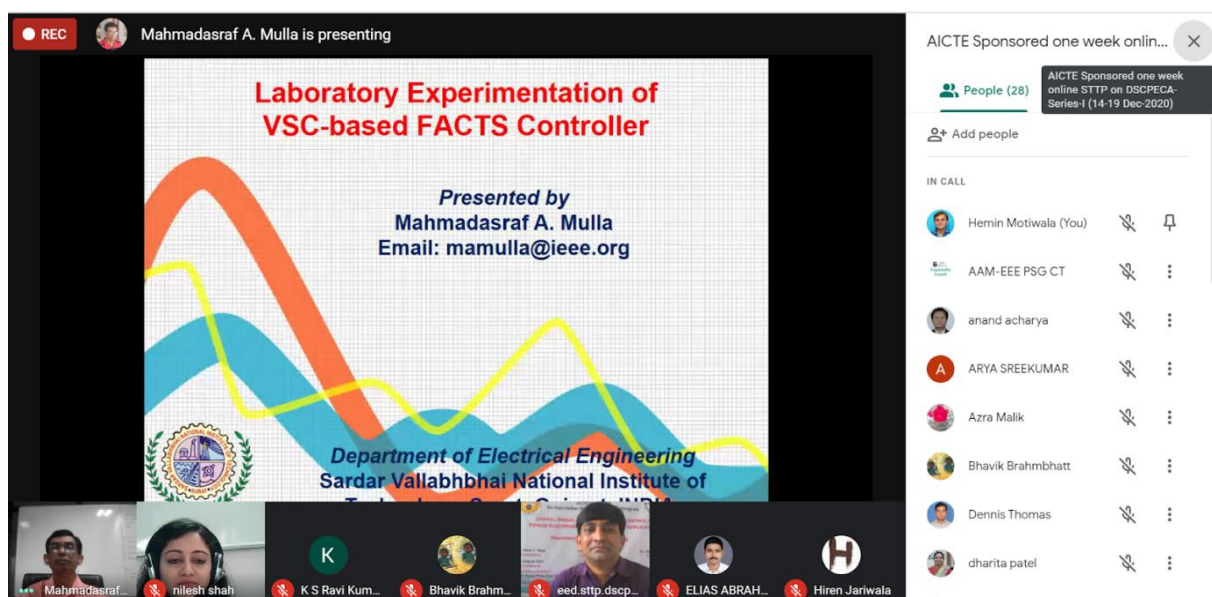 REC
Mahmadasraf A. Mulla is presenting
Laboratory Experimentation of
VSC-based FACTS Controller
Presented by
Mahmadasraf A. Mulla
Email: mamulla@ieee.org
Department of Electrical Engineering
Sardar Vallabhbhai National Institute of
Mahmadasraf...
nilesh shah
K
K S Ravi Kum...
Bhavik Brahm...
eed.sttp.dscp...
ELIAS ABRAH...
H
Hiren Jariwala
AICTE Sponsored one week onlin...
People (28)
AICTE Sponsored one week
online STTP on DSCPECA-
Series-I (14-19 Dec-2020)
Add people
IN CALL
Hemin Motiwala (You)
AAM-EEE PSG CT
anand acharya
A
ARYA SREEKUMAR
Azra Malik
Bhavik Brahmbhatt
Dennis Thomas
dharita patel